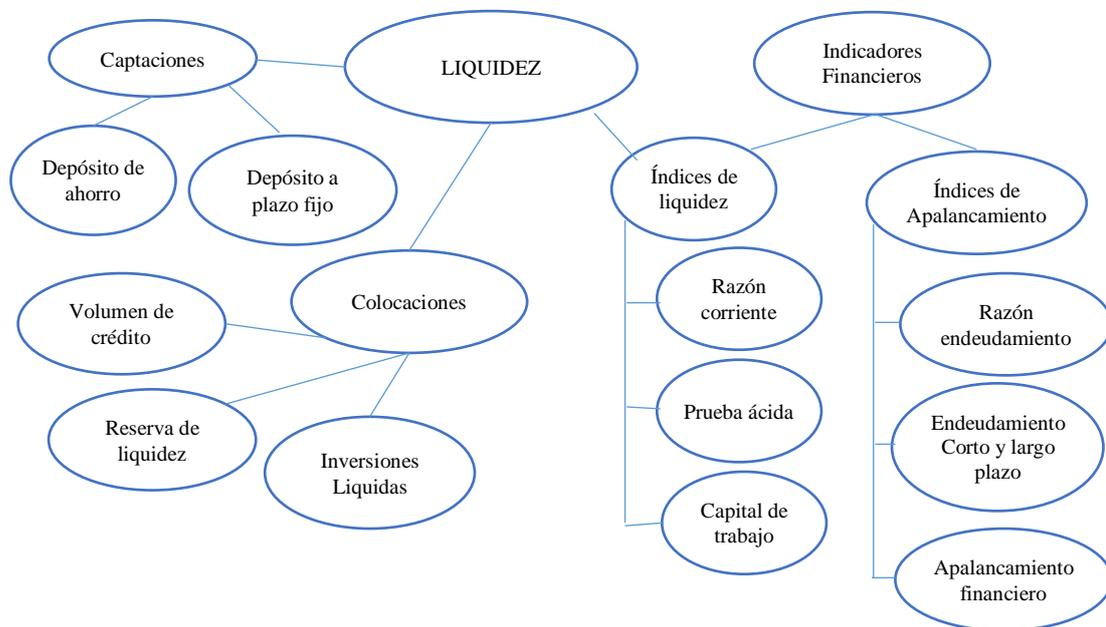 Captaciones
LIQUIDEZ
Indicadores
Financieros
Depósito de
ahorro
Depósito a
plazo fijo
Índices de
liquidez
Índices de
Apalancamiento
Colocaciones
Volumen de
crédito
Razón
corriente
Razón
endeudamiento
Reserva de
liquidez
Prueba ácida
Endeudamiento
Corto y largo
plazo
Inversiones
Liquidas
Capital de
trabajo
Apalancamiento
financiero